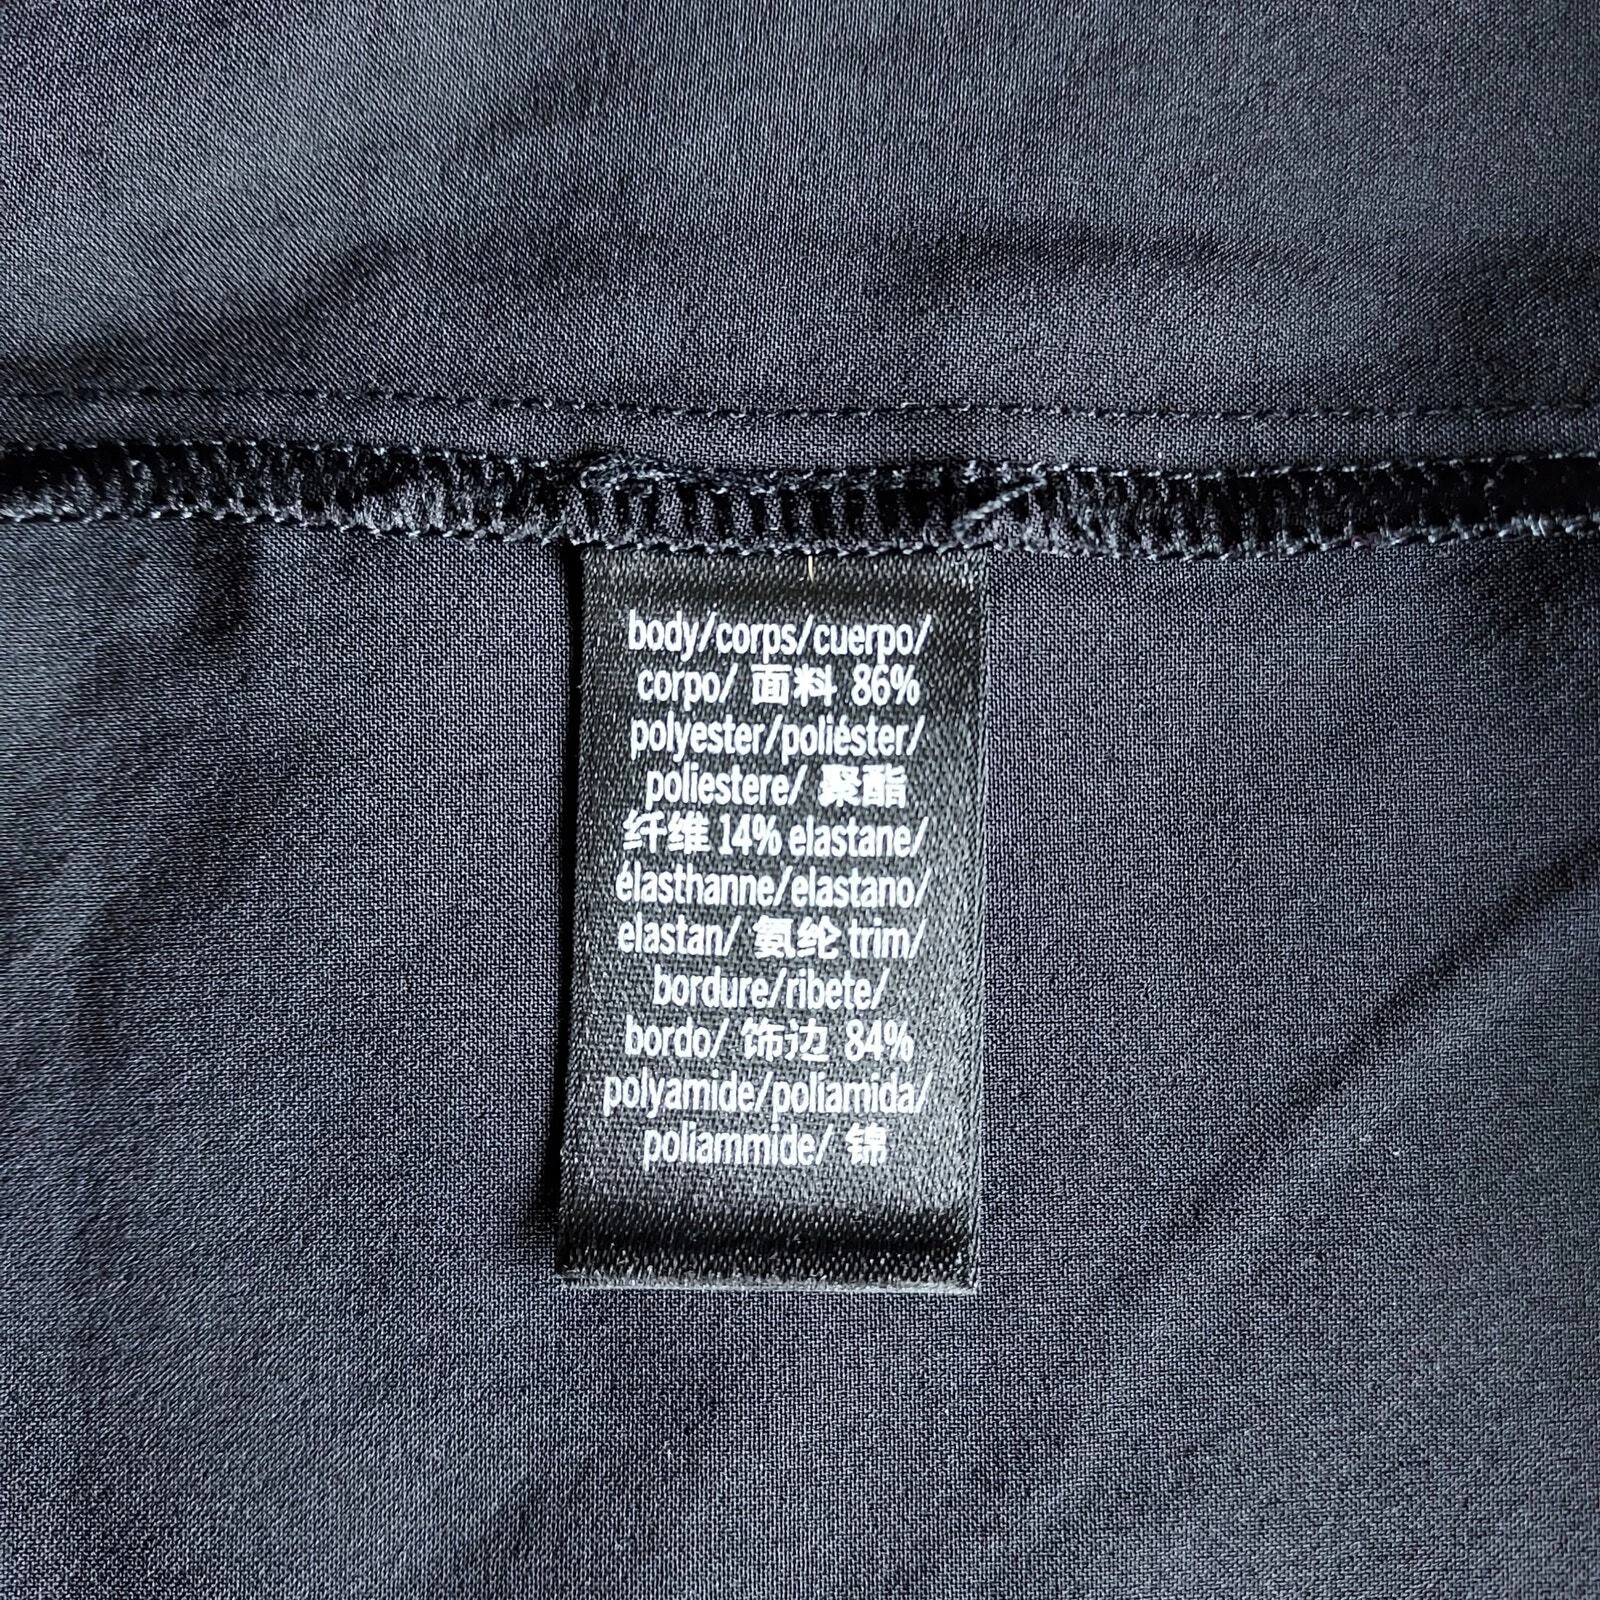 body/corps/cuerpo/
corpo/ 面料 86%
polyester/poliéster/
poliestere/ 聚酯
纤维 14% elastane/
élasthanne/elastano/
elastan/ 氨纶 trim/
bordure/ribete/
bordo/ 饰边 84%
polyamide/poliamida/
poliammide/ 锦